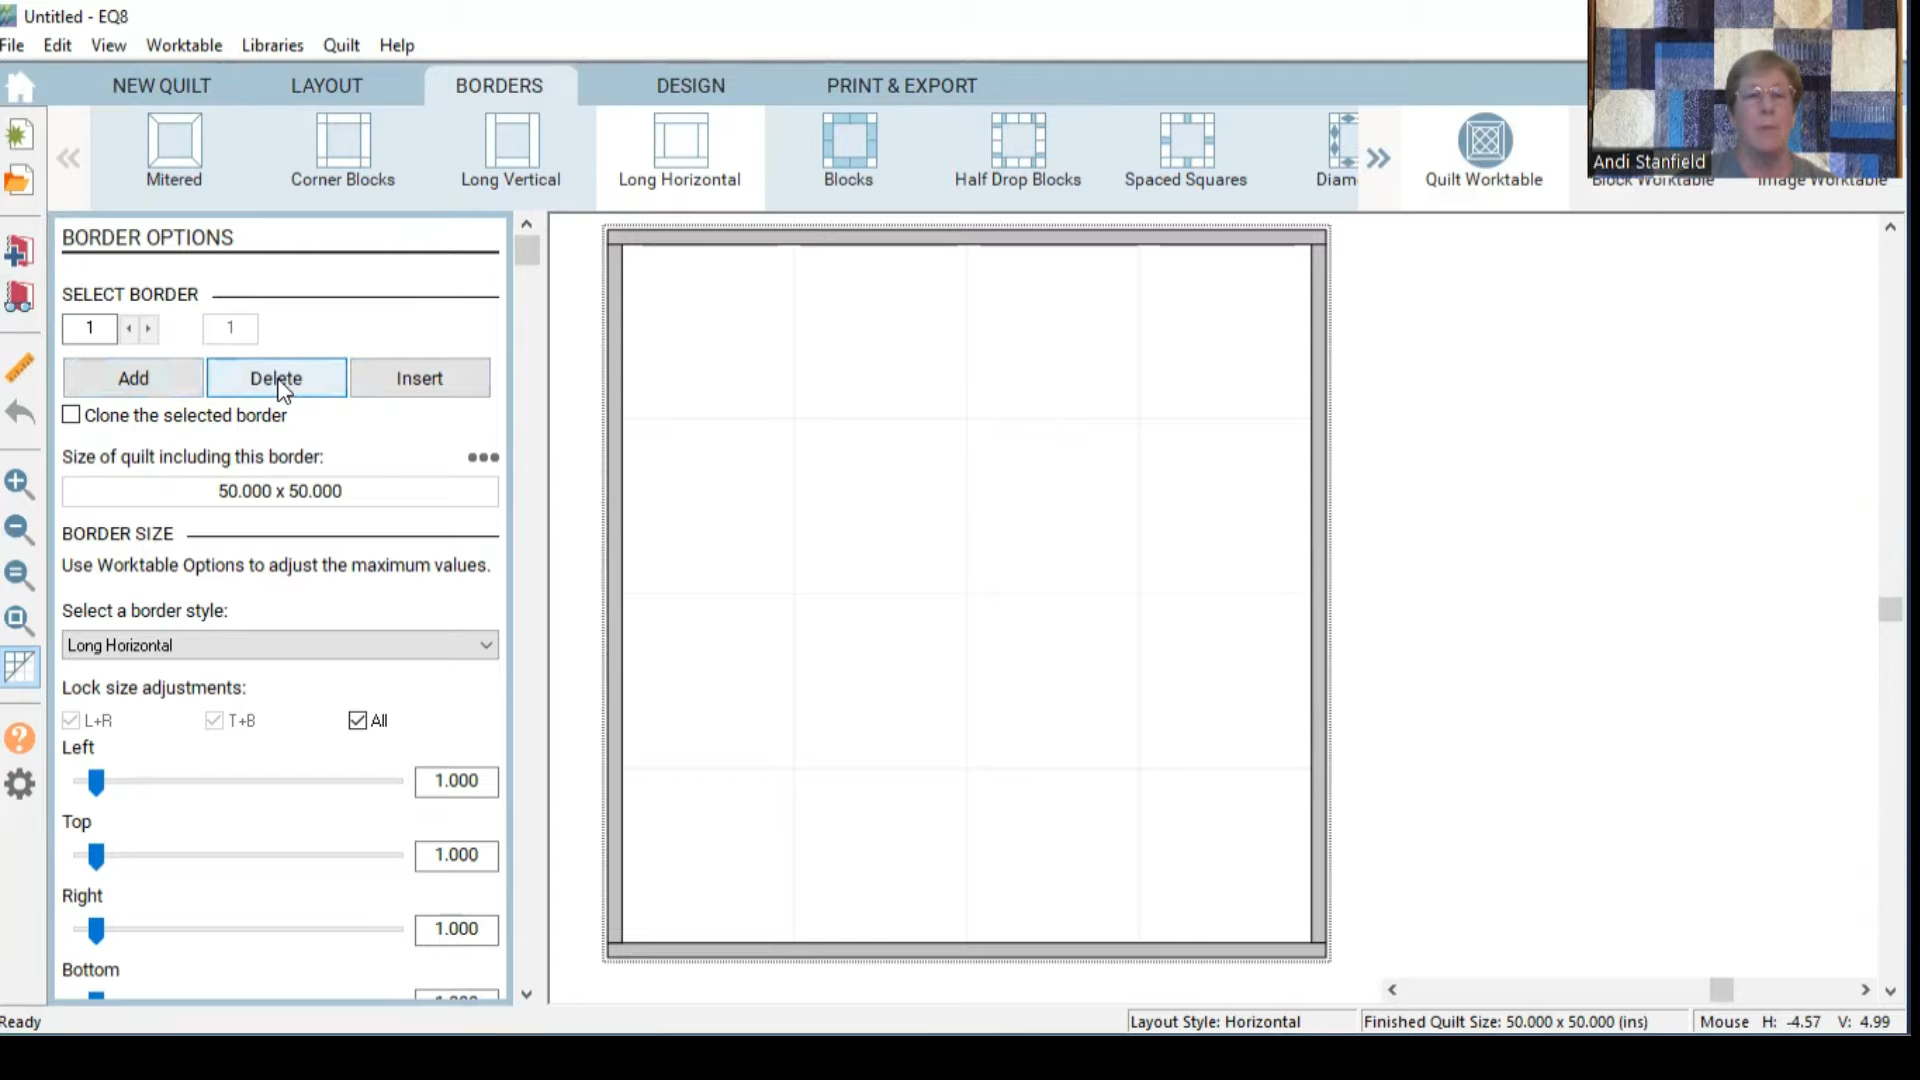 Untitled - EQ8
File Edit View Worktable Libraries Quilt Help
NEW QUILT LAYOUT BORDERS DESIGN PRINT & EXPORT
Mitered Corner Blocks Long Vertical Long Horizontal Blocks Half Drop Blocks Spaced Squares Diam Quilt Worktable Block Worktable Image Worktable
Andi Stanfield
BORDER OPTIONS
SELECT BORDER
1 1
Add Delete Insert
Clone the selected border
Size of quilt including this border:
50.000 x 50.000
BORDER SIZE
Use Worktable Options to adjust the maximum values.
Select a border style:
Long Horizontal
Lock size adjustments:
L+R T+B All
Left
1.000
Top
1.000
Right
1.000
Bottom
Ready Layout Style: Horizontal Finished Quilt Size: 50.000 x 50.000 (ins) Mouse H: -4.57 V: 4.99